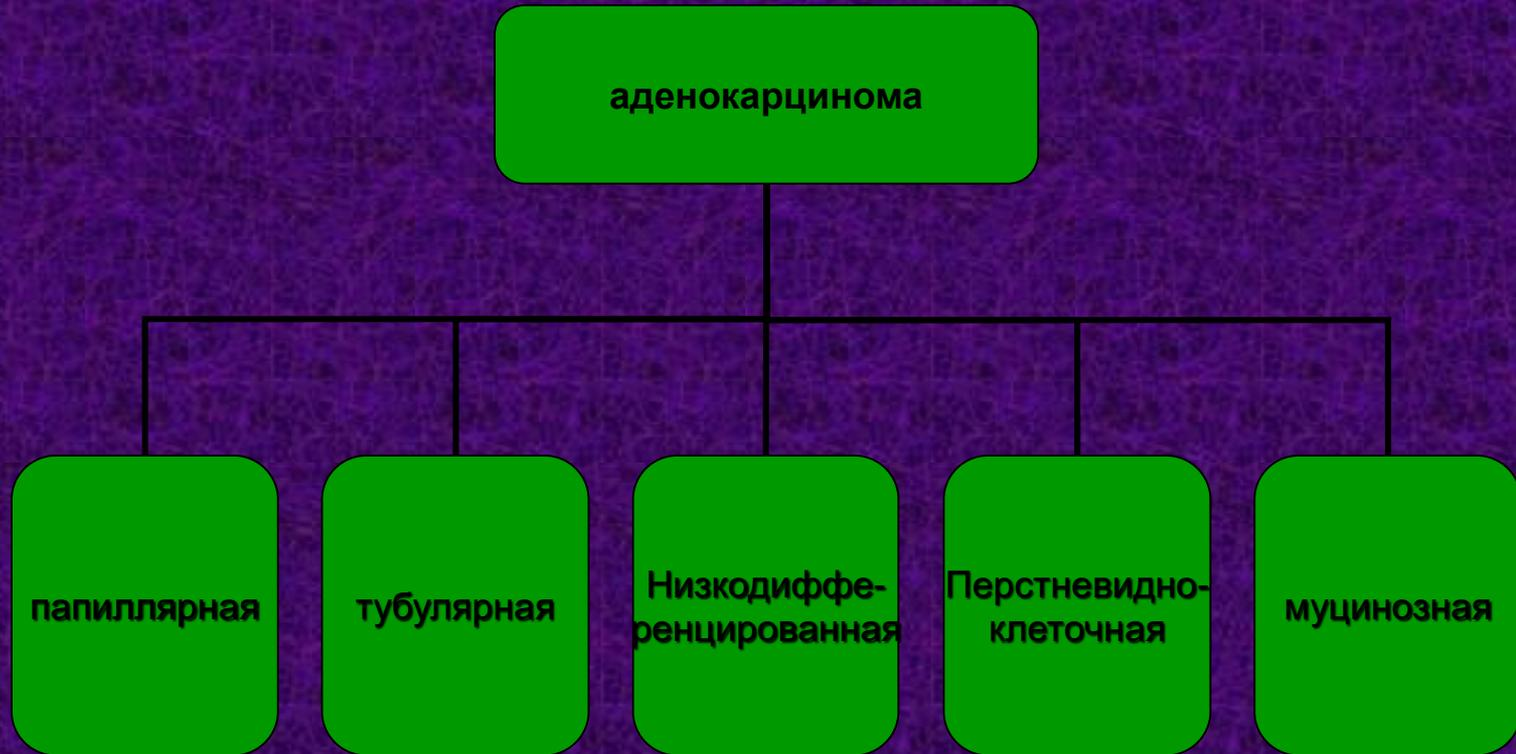 аденокарцинома
папиллярная
тубулярная
Низкодиффе-
ренцированная
Перстневидно-
клеточная
муцинозная